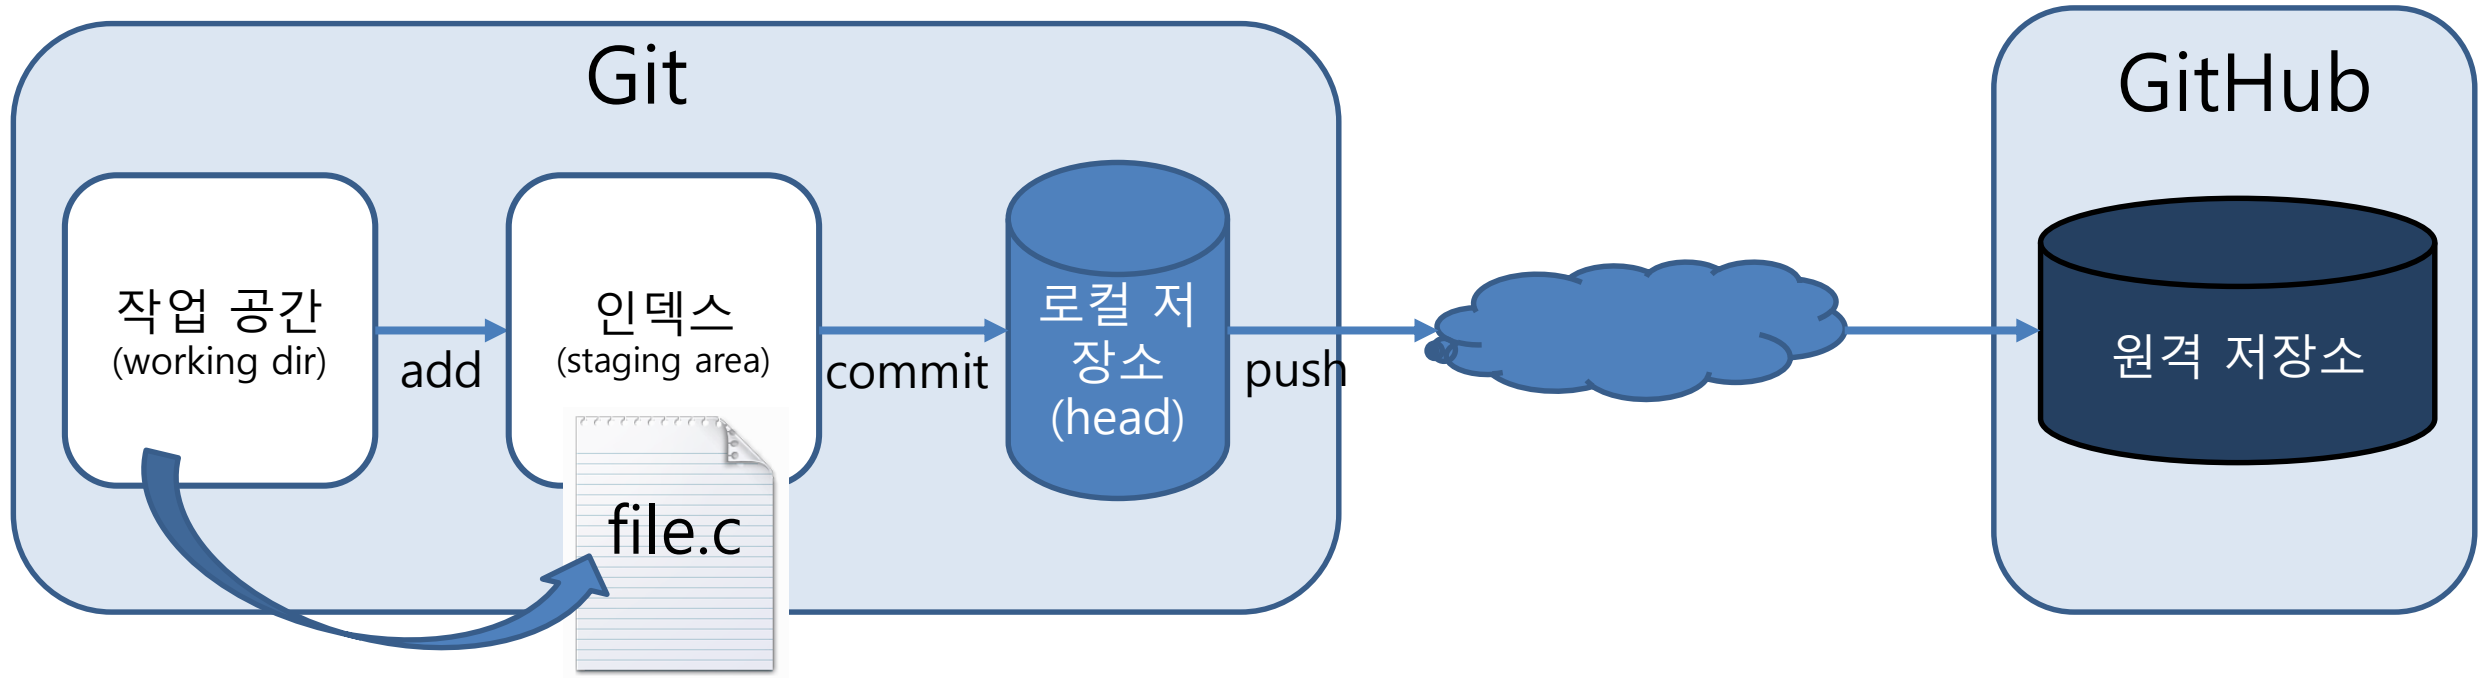 Git
GitHub
작업 공간
(working dir)
add
인덱스
(staging area)
commit
로컬 저
장소
(head)
push
원격 저장소
file.c